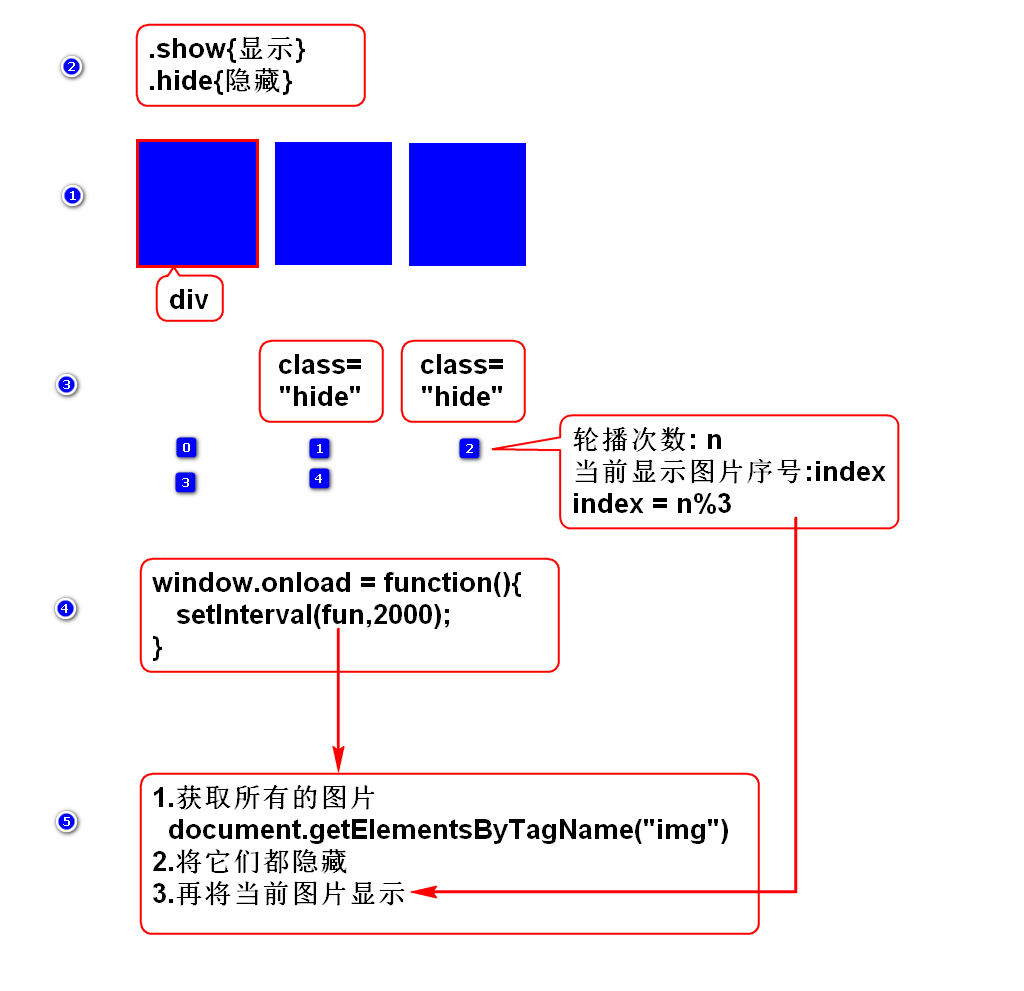 2
.show{显示}
.hide{隐藏}
1
div
3
class=
"hide"
class=
"hide"
0
1
2
3
4
轮播次数: n
当前显示图片序号:index
index = n%3
4
window.onload = function(){
setInterval(fun,2000);
}
5
1.获取所有的图片
document.getElementsByTagName("img")
2.将它们都隐藏
3.再将当前图片显示